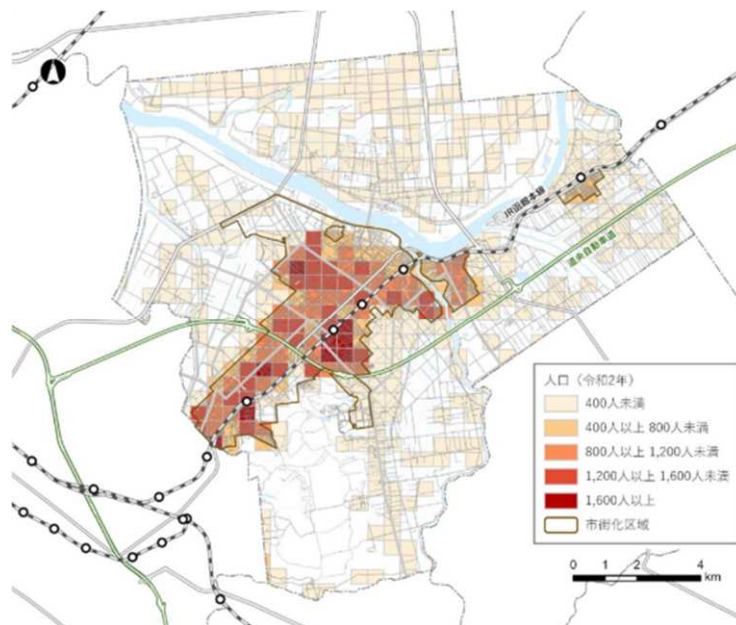 JR函館本線
道央自動車道
人口（令和2年）
400人未満
400人以上 800人未満
800人以上 1,200人未満
1,200人以上 1,600人未満
1,600人以上
市街化区域
0 1 2 4
km